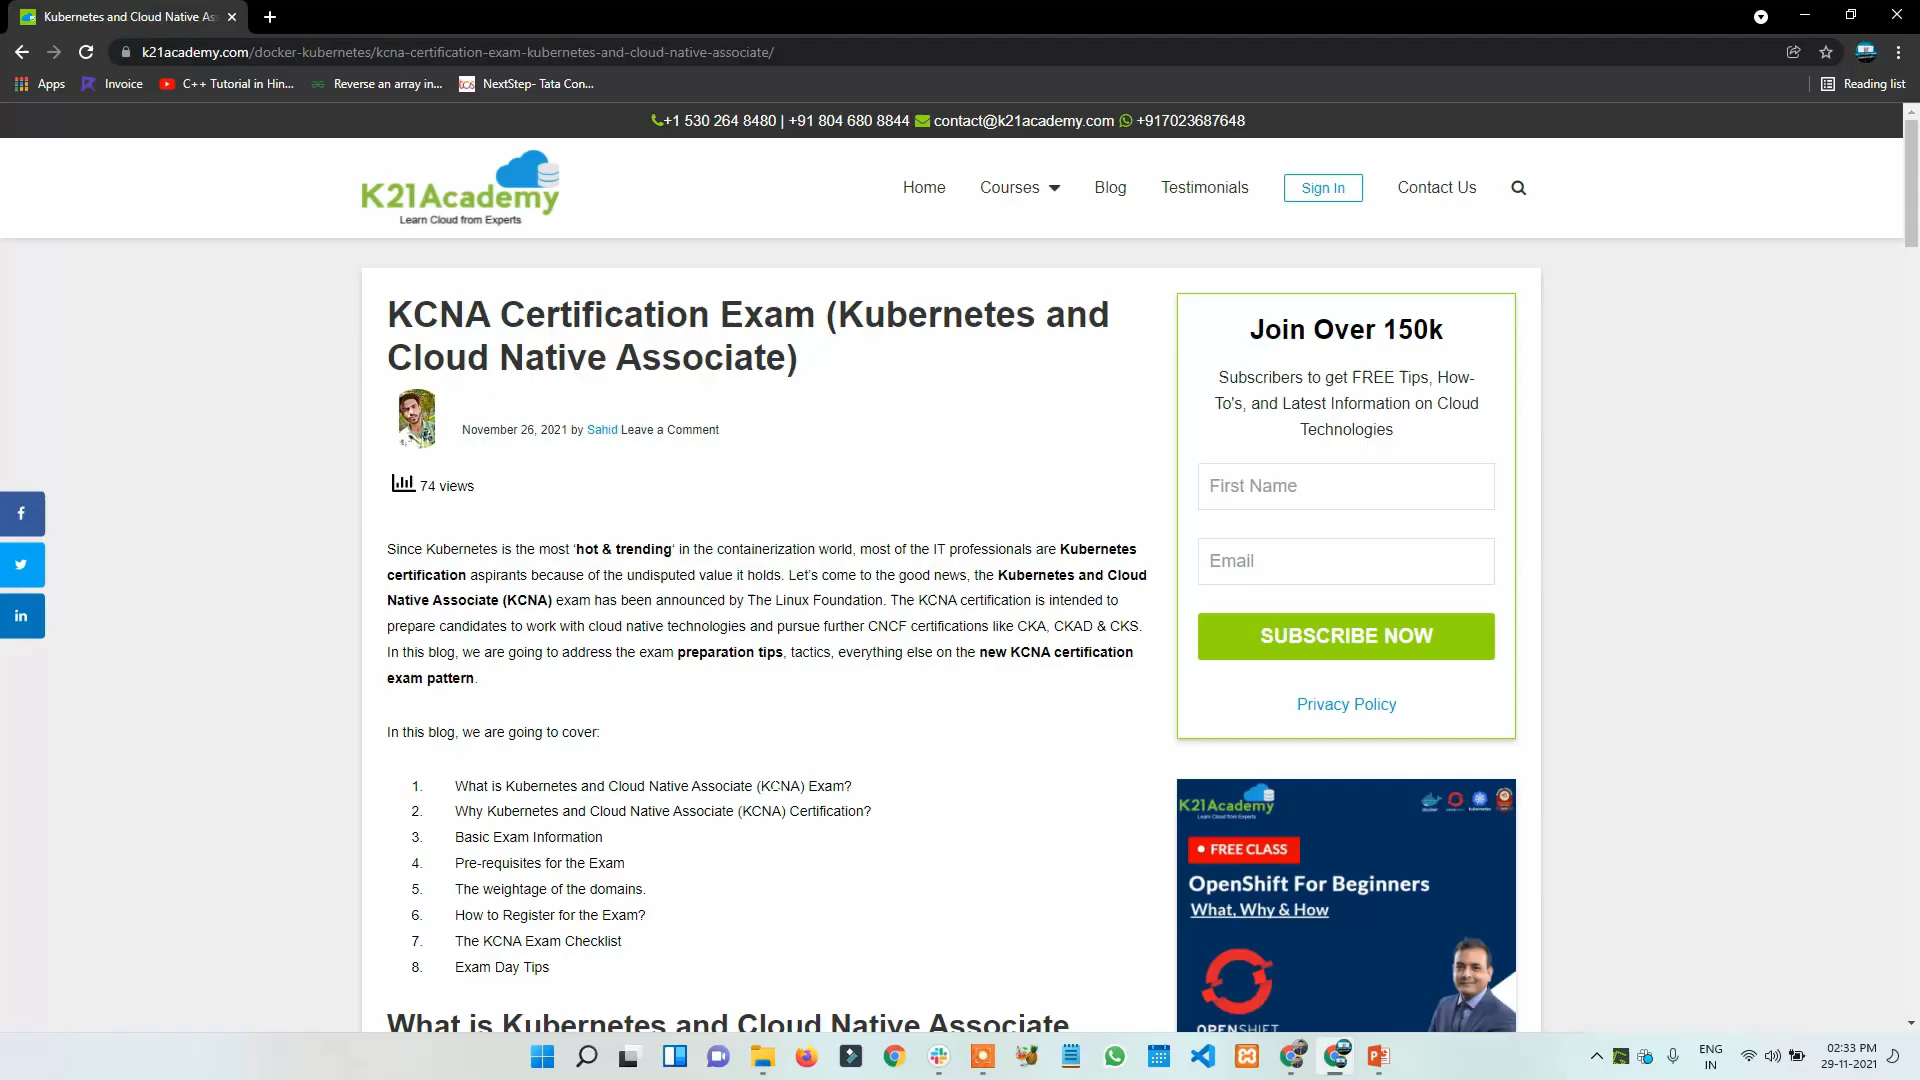 Kubernetes and Cloud Native As
k21academy.com/docker-kubernetes/kcna-certification-exam-kubernetes-and-cloud-native-associate/
Apps Invoice C++ Tutorial in Hin... Reverse an array in... NextStep- Tata Con... Reading list
+1 530 264 8480 | +91 804 680 8844 contact@k21academy.com +917023687648
K21Academy
Learn Cloud from Experts
Home Courses Blog Testimonials Sign In Contact Us
KCNA Certification Exam (Kubernetes and
Cloud Native Associate)
November 26, 2021 by Sahid Leave a Comment
74 views
Since Kubernetes is the most ‘hot & trending‘ in the containerization world, most of the IT professionals are Kubernetes
certification aspirants because of the undisputed value it holds. Let’s come to the good news, the Kubernetes and Cloud
Native Associate (KCNA) exam has been announced by The Linux Foundation. The KCNA certification is intended to
prepare candidates to work with cloud native technologies and pursue further CNCF certifications like CKA, CKAD & CKS.
In this blog, we are going to address the exam preparation tips, tactics, everything else on the new KCNA certification
exam pattern.
In this blog, we are going to cover:
1. What is Kubernetes and Cloud Native Associate (KCNA) Exam?
2. Why Kubernetes and Cloud Native Associate (KCNA) Certification?
3. Basic Exam Information
4. Pre-requisites for the Exam
5. The weightage of the domains.
6. How to Register for the Exam?
7. The KCNA Exam Checklist
8. Exam Day Tips
What is Kubernetes and Cloud Native Associate
Join Over 150k
Subscribers to get FREE Tips, How-
To's, and Latest Information on Cloud
Technologies
First Name
Email
SUBSCRIBE NOW
Privacy Policy
K21Academy
Learn Cloud from Experts
FREE CLASS
OpenShift For Beginners
What, Why & How
OPENSHIFT
ENG
IN
02:33 PM
29-11-2021